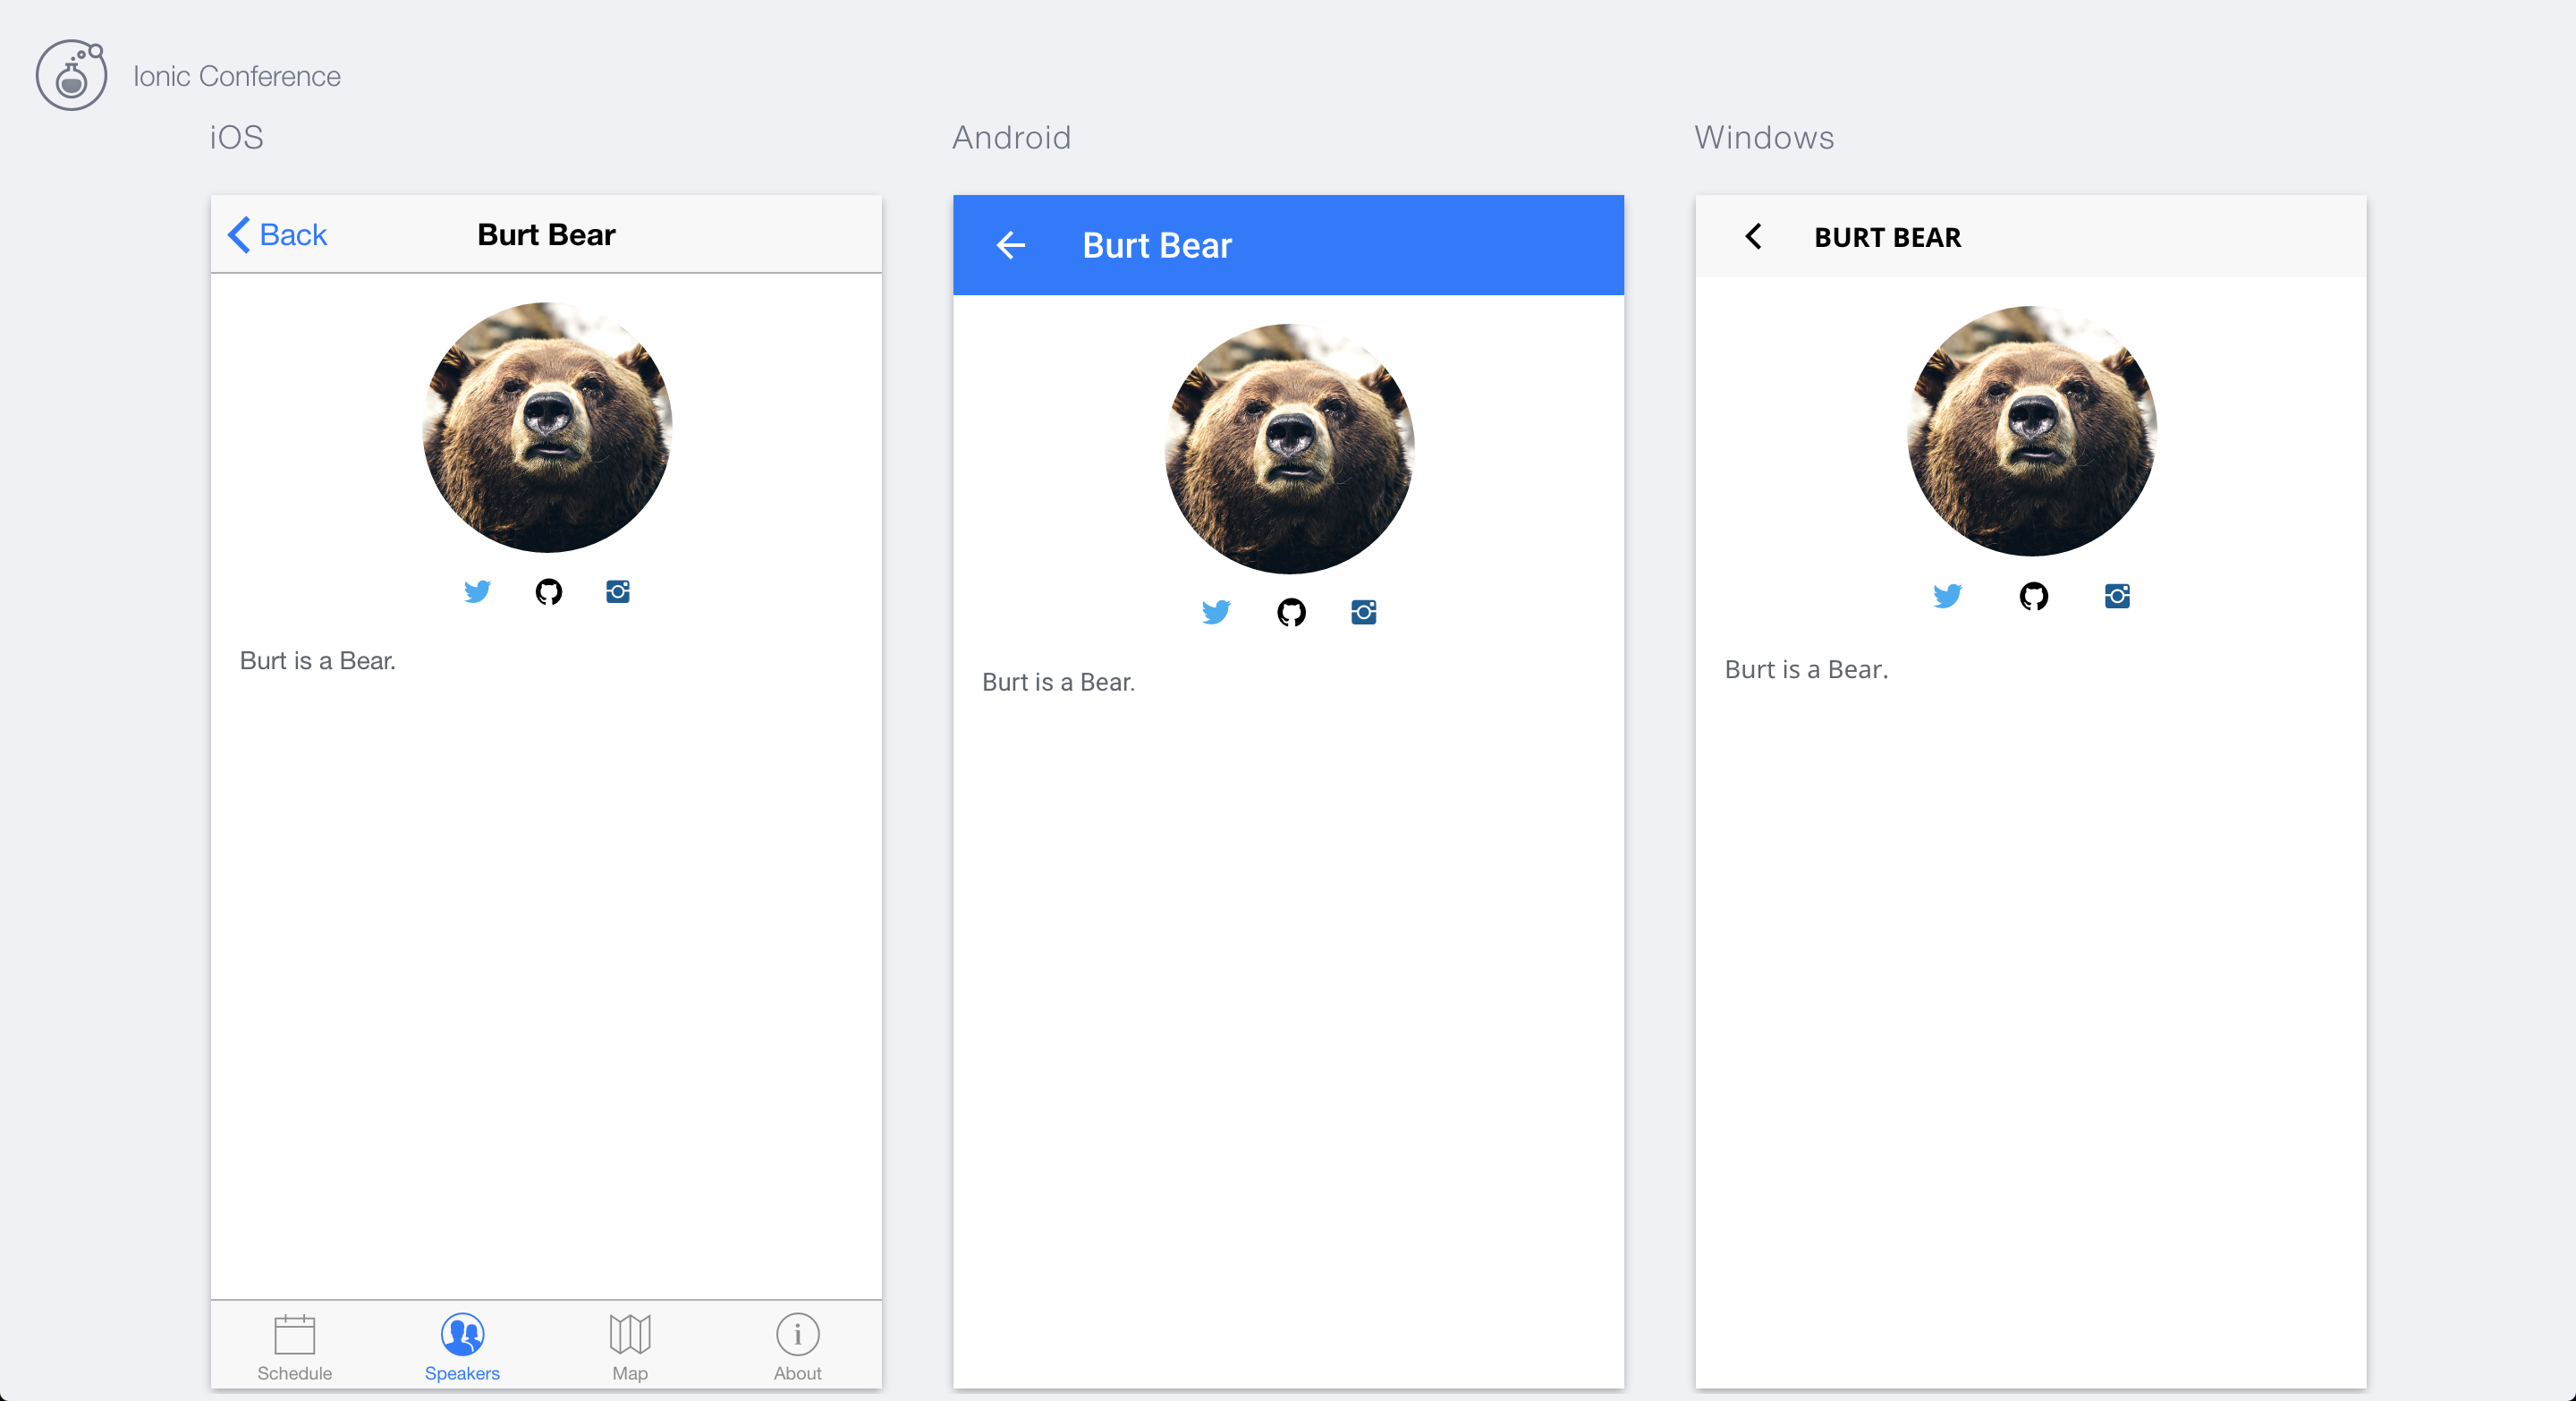 Ionic Conference
iOS
Back
Burt Bear
Burt is a Bear.
Schedule
Speakers
Map
About
Android
Burt Bear
Burt is a Bear.
Windows
BURT BEAR
Burt is a Bear.